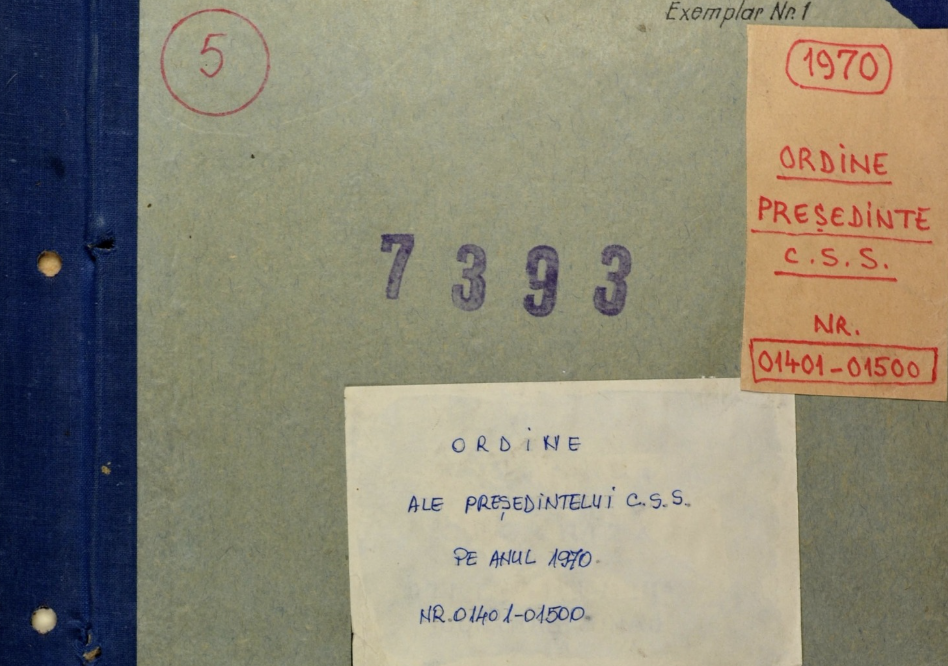 Exemplar Nr. 1
5
1970
ORDINE
PREȘEDINTE
C.S.S.
NR.
01401-01500
7393
ORDINE
ALE PREȘEDINTELUI C.S.S.
PE ANUL 1970.
NR.01401-01500.